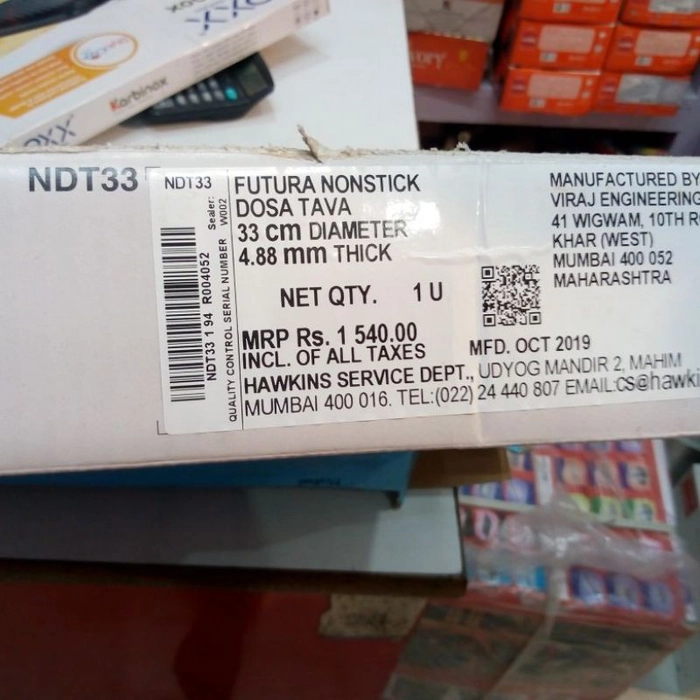 Karbinox
NDT33
NDT33
Sealer: W002
NDT33 1 94 R004052
QUALITY CONTROL SERIAL NUMBER
FUTURA NONSTICK
DOSA TAVA
33 cm DIAMETER
4.88 mm THICK
NET QTY. 1 U
MRP Rs. 1 540.00
INCL. OF ALL TAXES
MANUFACTURED BY
VIRAJ ENGINEERING
41 WIGWAM, 10TH
KHAR (WEST)
MUMBAI 400 052
MAHARASHTRA
MFD. OCT 2019
HAWKINS SERVICE DEPT., UDYOG MANDIR 2, MAHIM
MUMBAI 400 016. TEL:(022) 24 440 807 EMAIL:cs@hawki